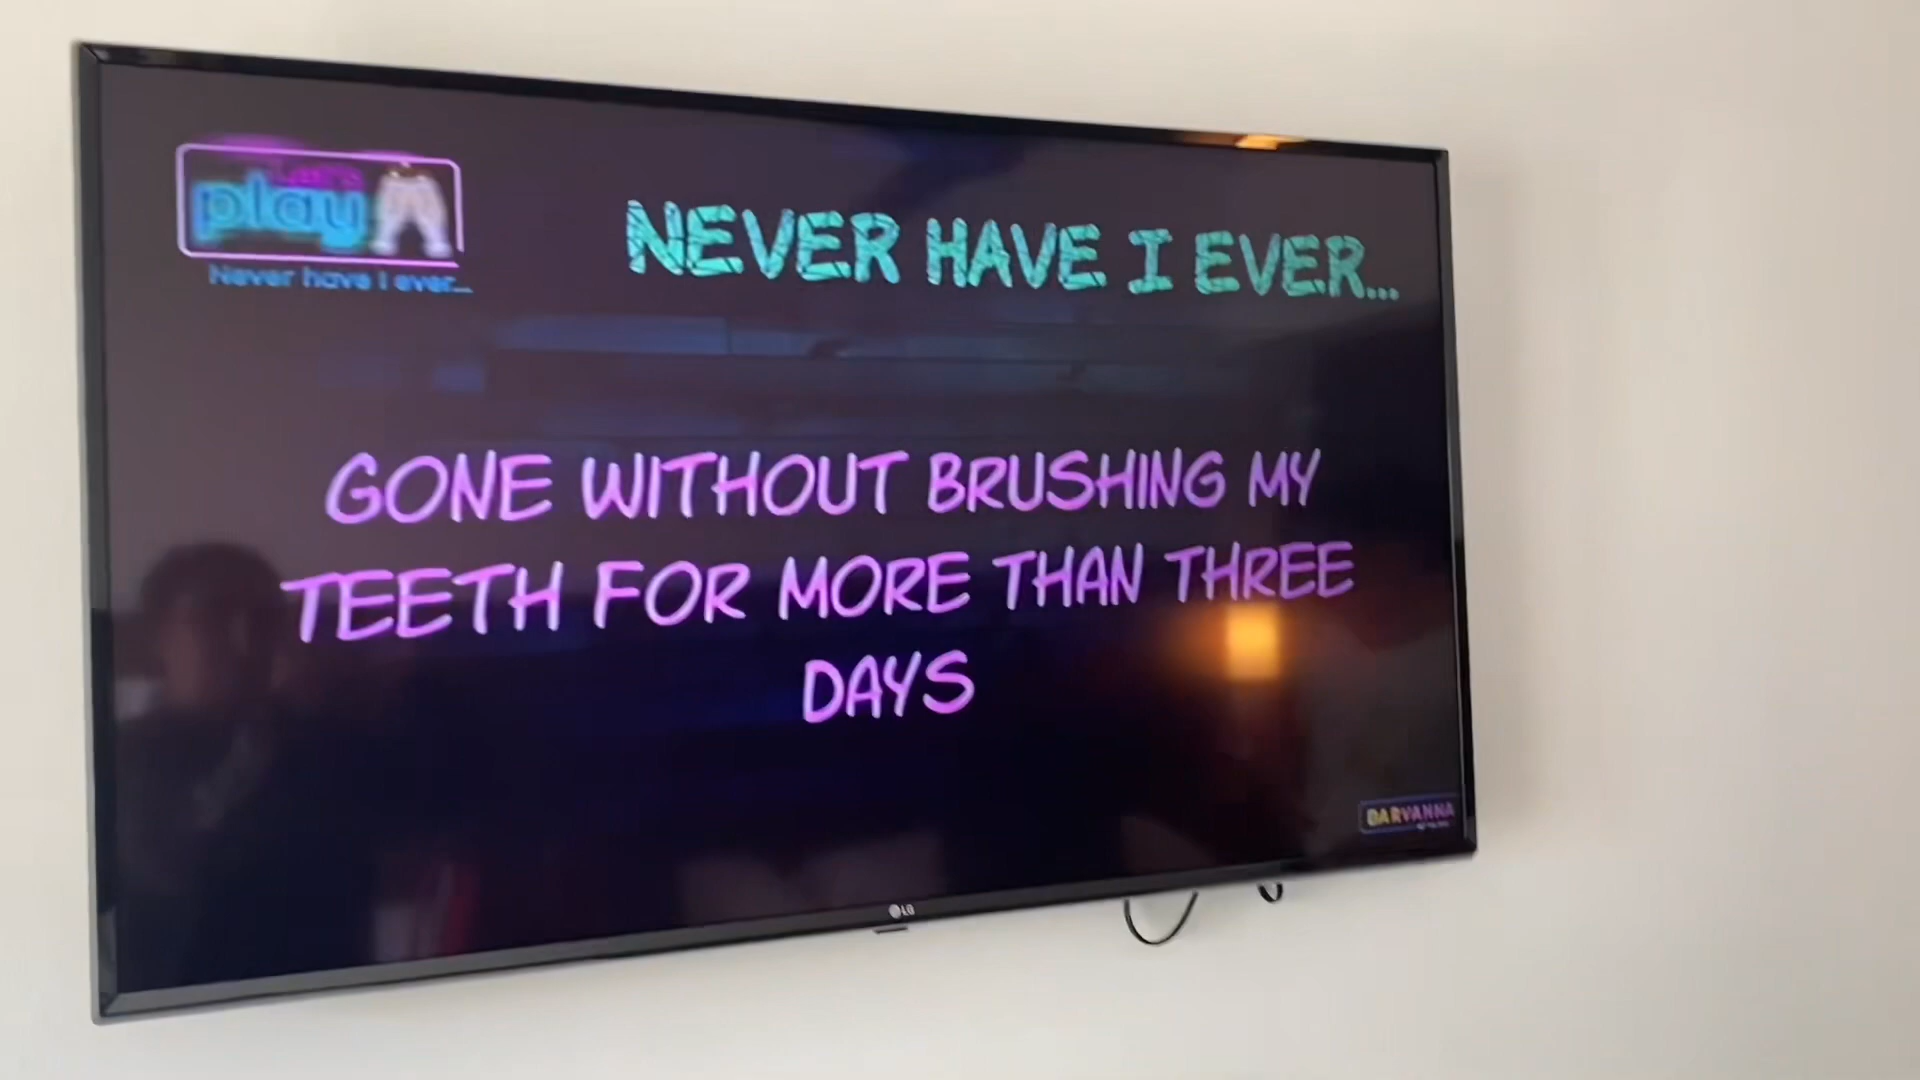 Let's
play
Never have I ever...
NEVER HAVE I EVER...
GONE WITHOUT BRUSHING MY
TEETH FOR MORE THAN THREE
DAYS
BARVANNA
LG